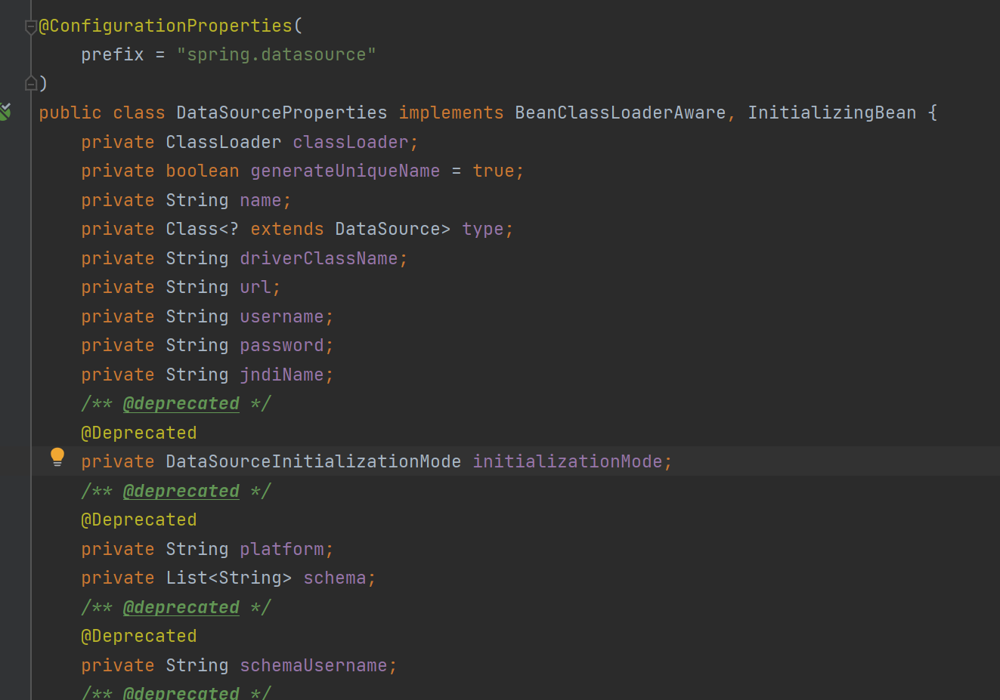 @ConfigurationProperties(
    prefix = "spring.datasource"
)
public class DataSourceProperties implements BeanClassLoaderAware, InitializingBean {
    private ClassLoader classLoader;
    private boolean generateUniqueName = true;
    private String name;
    private Class<? extends DataSource> type;
    private String driverClassName;
    private String url;
    private String username;
    private String password;
    private String jndiName;
    /** @deprecated */
    @Deprecated
    private DataSourceInitializationMode initializationMode;
    /** @deprecated */
    @Deprecated
    private String platform;
    private List<String> schema;
    /** @deprecated */
    @Deprecated
    private String schemaUsername;
    /** @deprecated */